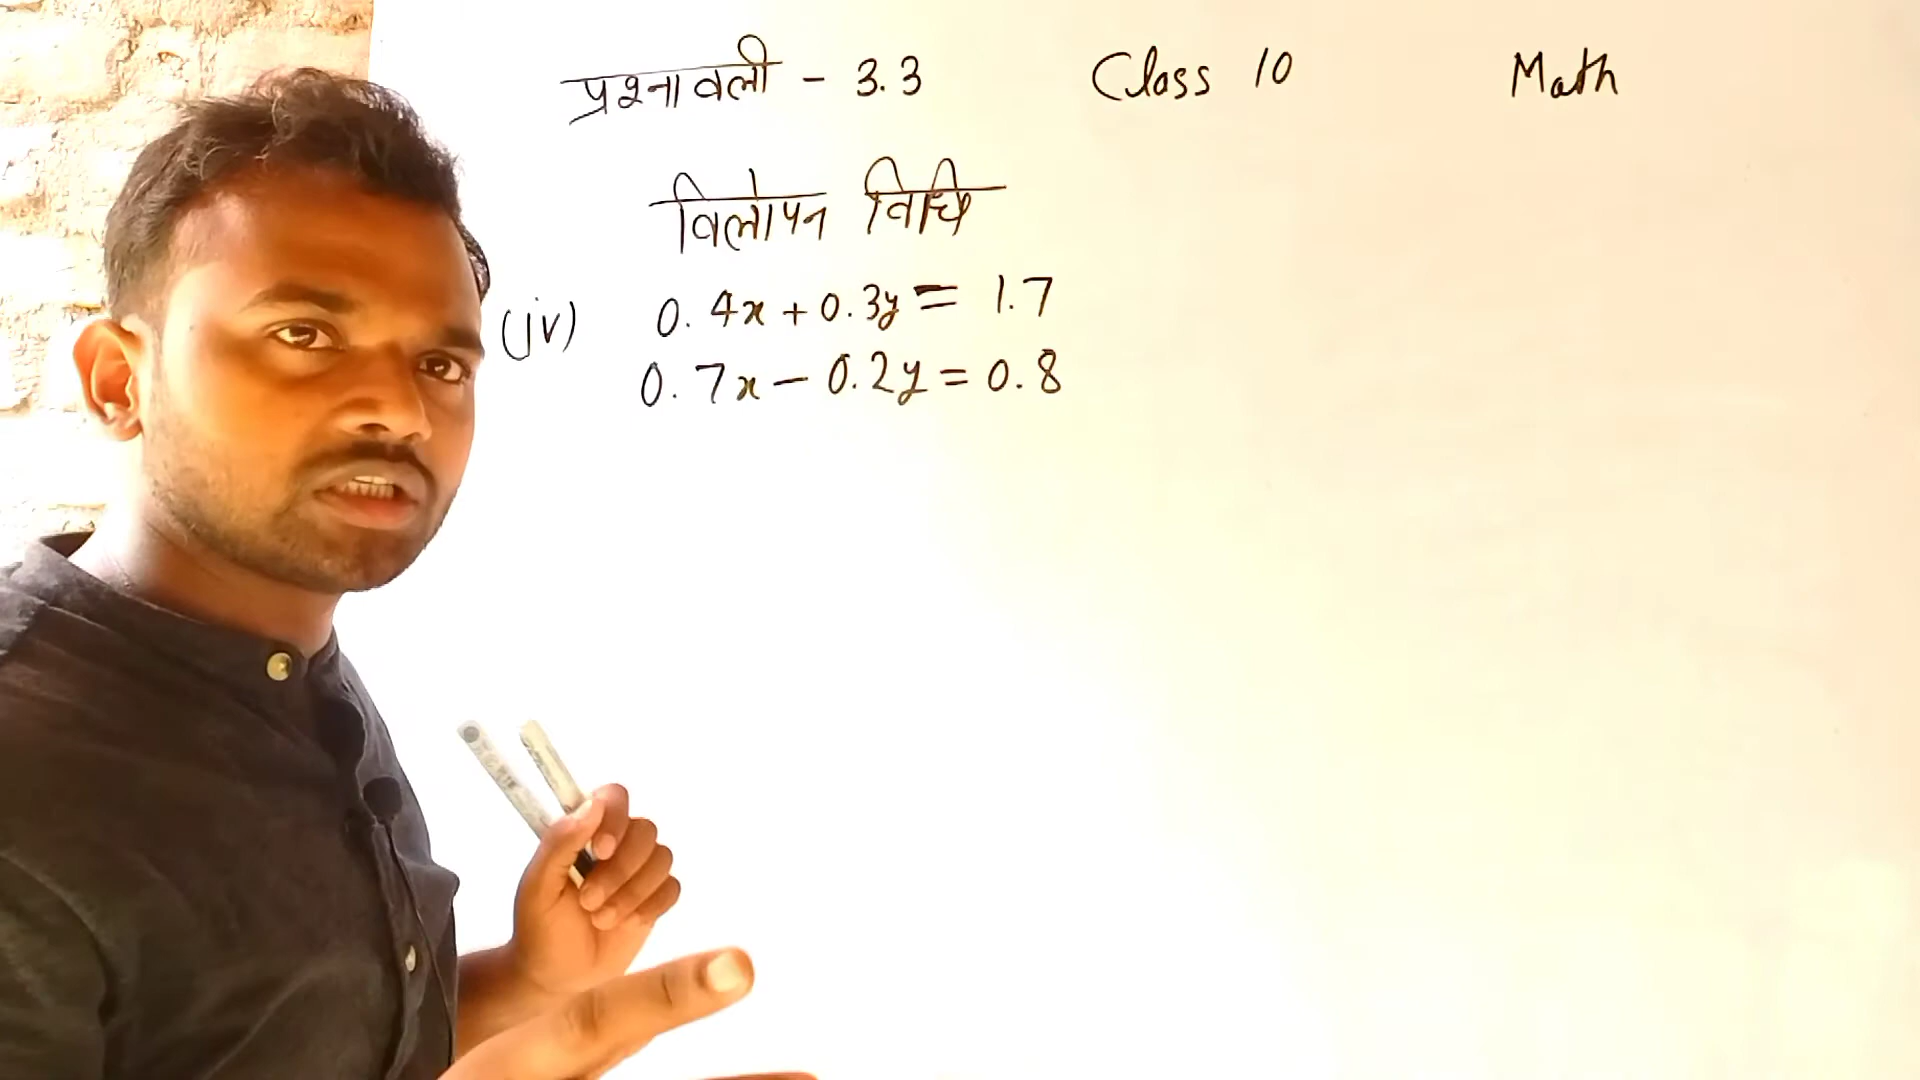 प्रश्नावली - 3.3 Class 10 Math
विलोपन विधि
(iv) 0.4x + 0.3y = 1.7
0.7x - 0.2y = 0.8